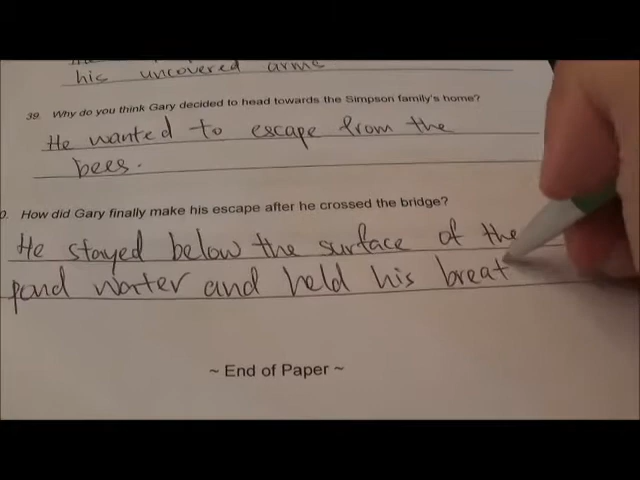 his uncovered arms
39. Why do you think Gary decided to head towards the Simpson family's home?
He wanted to escape from the
bees.
0. How did Gary finally make his escape after he crossed the bridge?
He stayed below the surface of the
pond water and held his breat
~ End of Paper ~